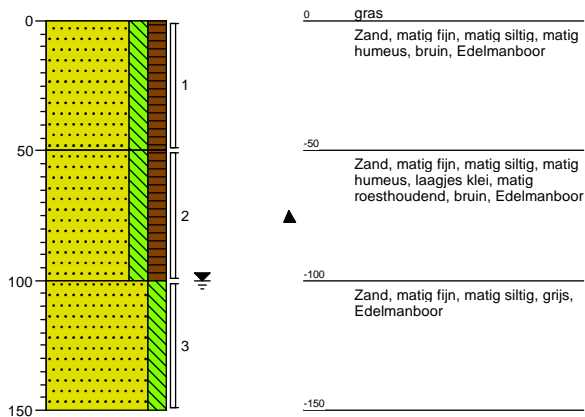 0
50
100
150
1
2
3
0
gras
Zand, matig fijn, matig siltig, matig
humeus, bruin, Edelmanboor
-50
Zand, matig fijn, matig siltig, matig
humeus, laagjes klei, matig
roesthoudend, bruin, Edelmanboor
-100
Zand, matig fijn, matig siltig, grijs,
Edelmanboor
-150